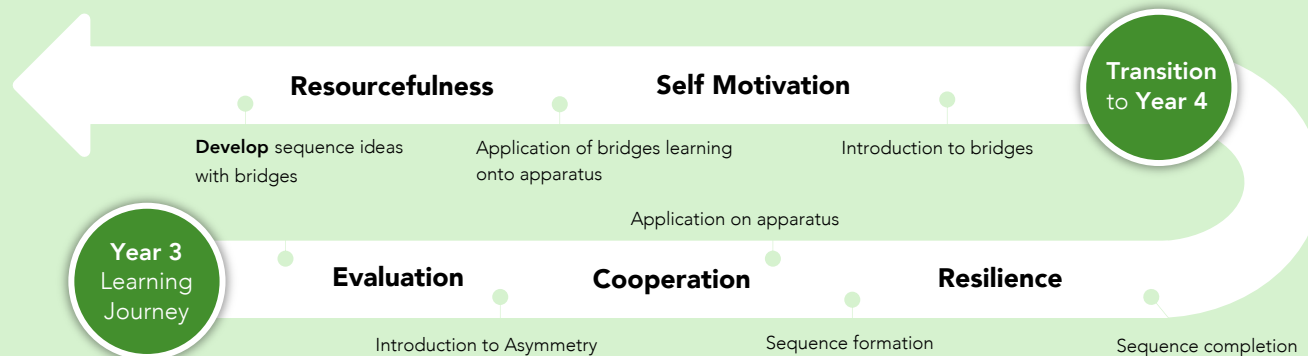 Resourcefulness
Self Motivation
Transition
to Year 4
Develop sequence ideas
with bridges
Application of bridges learning
onto apparatus
Introduction to bridges
Application on apparatus
Year 3
Learning
Journey
Evaluation
Cooperation
Resilience
Introduction to Asymmetry
Sequence formation
Sequence completion